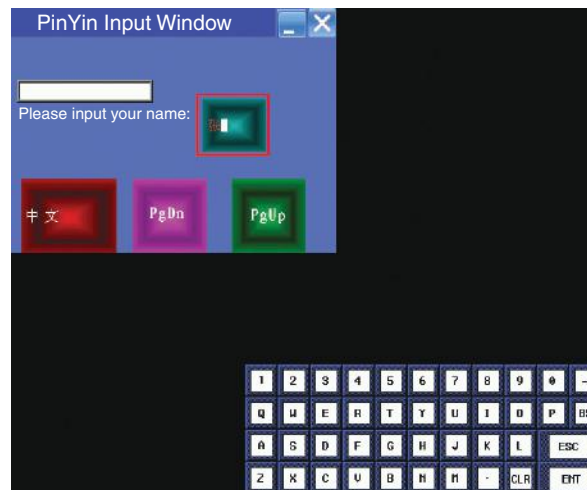 PinYin Input Window
Please input your name:
中文 PgDn PgUp
1 2 3 4 5 6 7 8 9 0 -
Q W E R T Y U I O P BS
A S D F G H J K L ESC
Z X C V B N M . CLR ENT